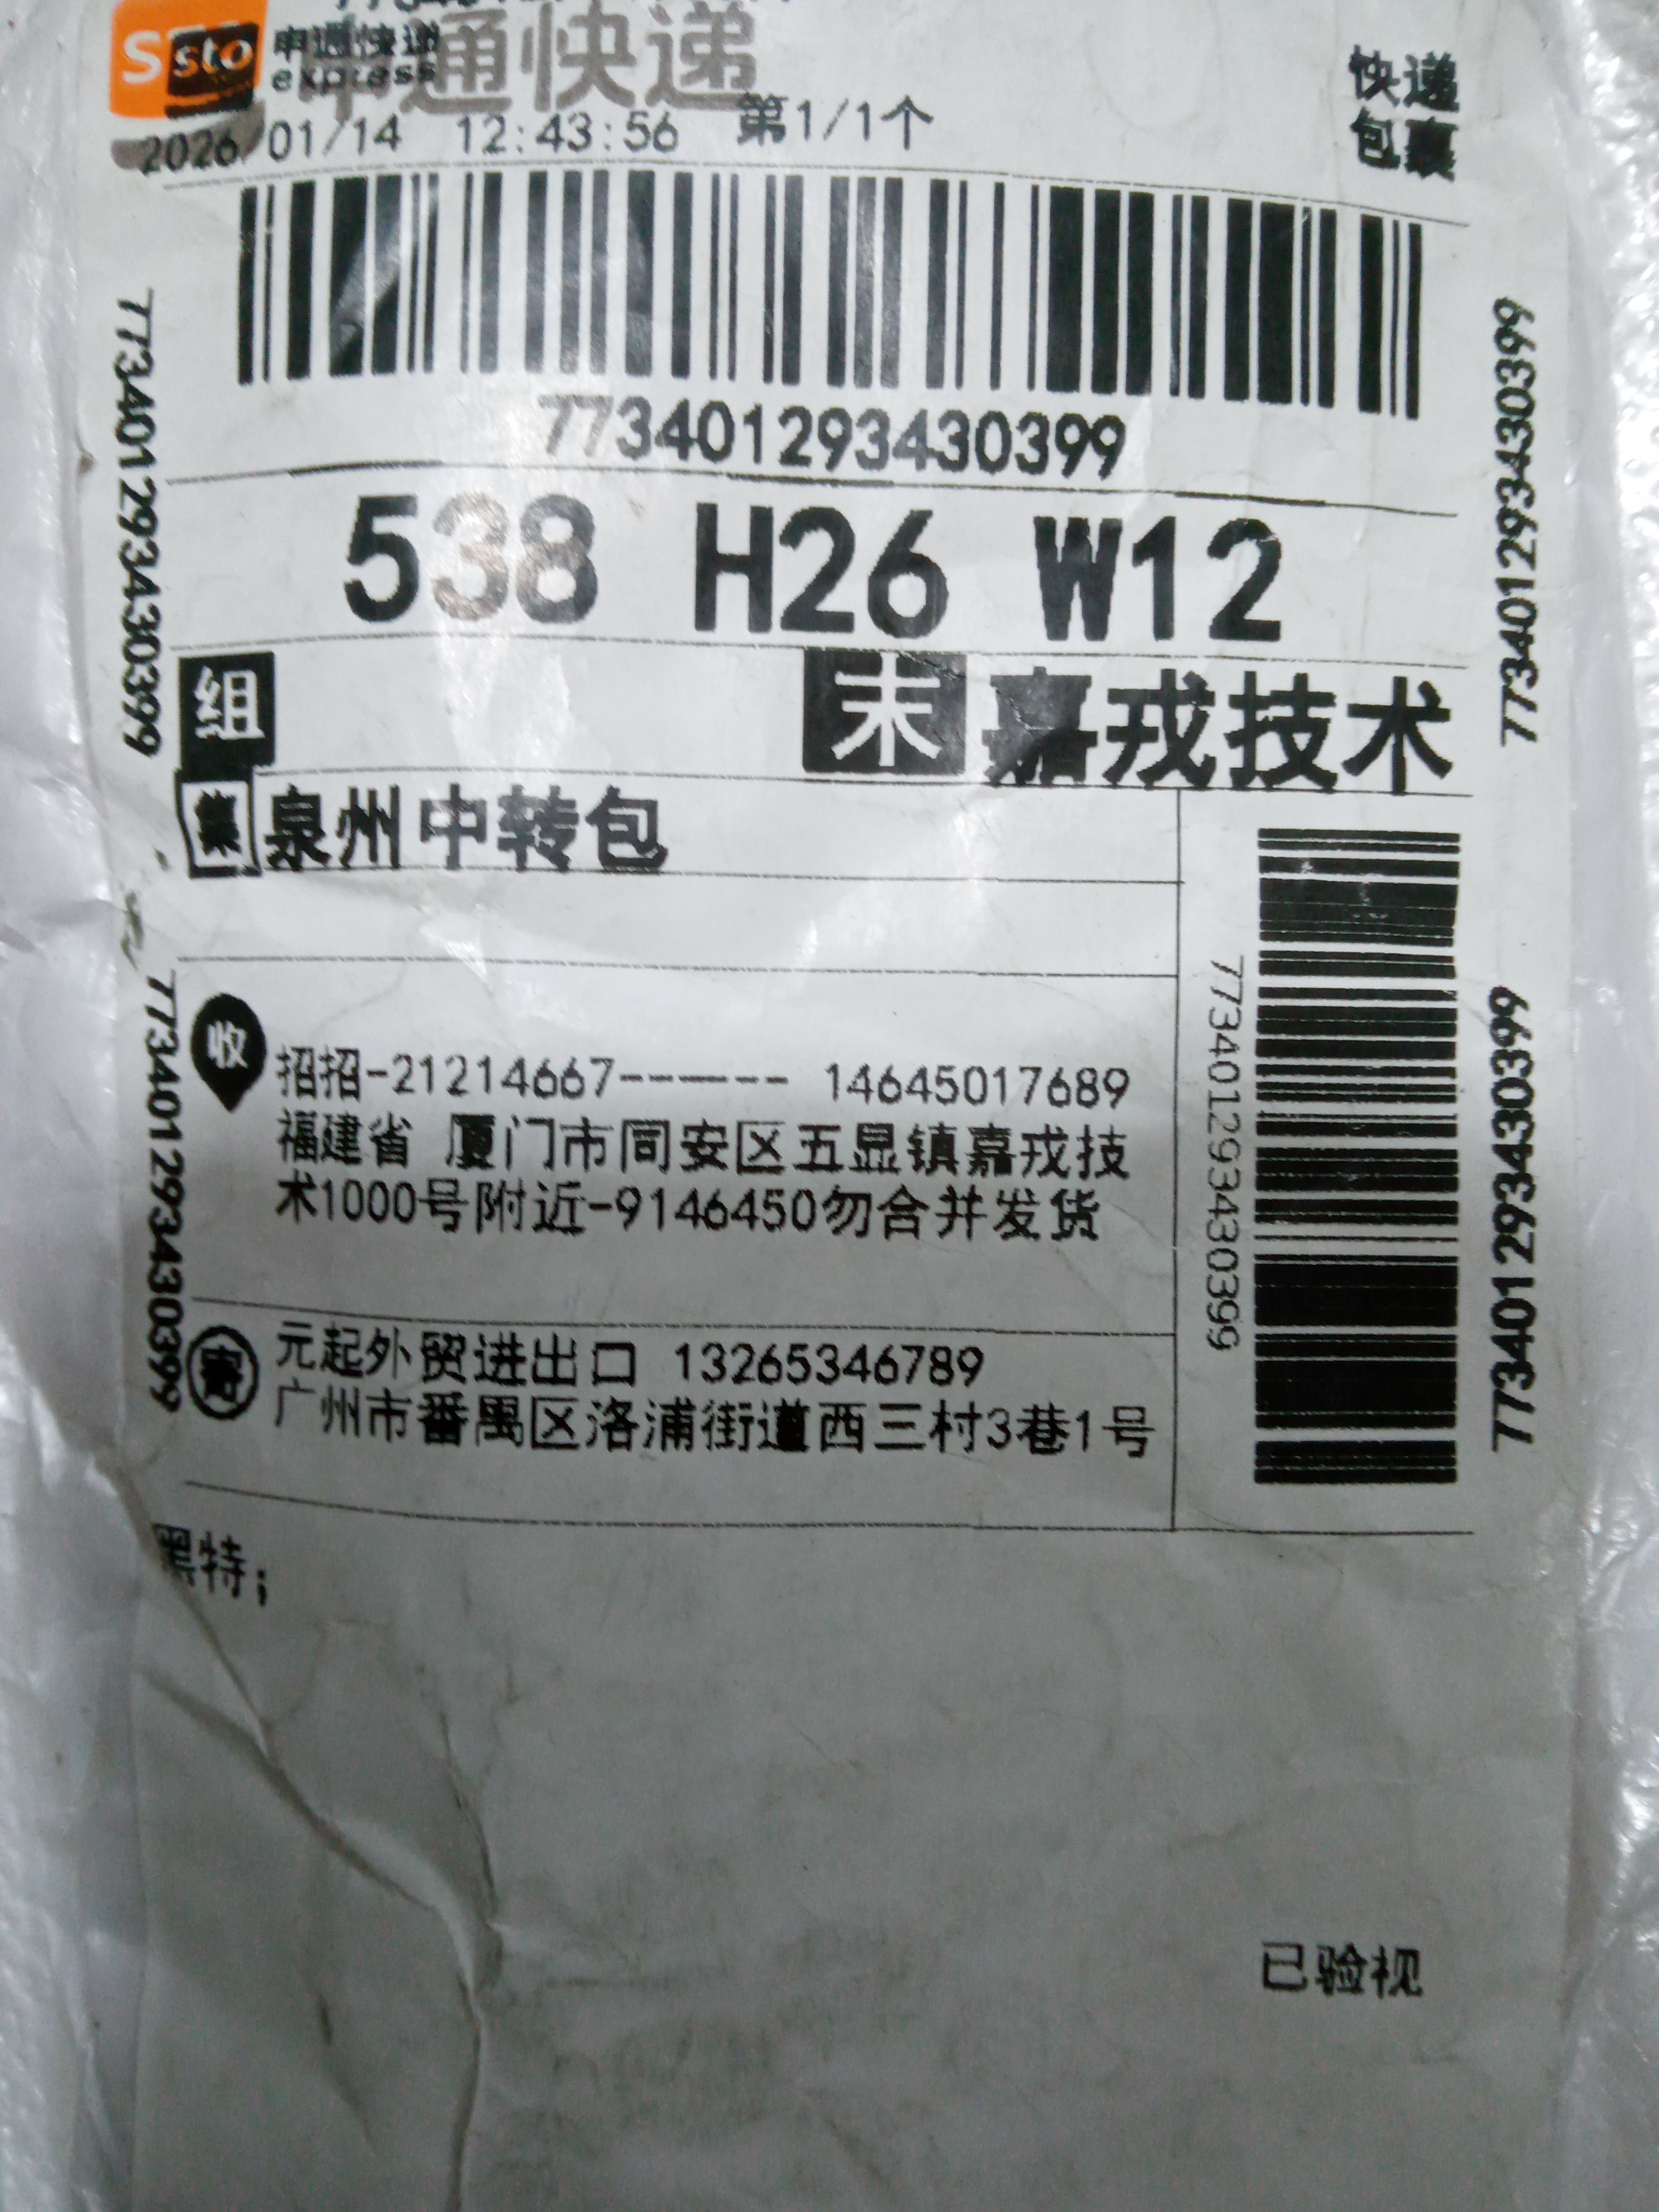 sto 申通快递
express
申通快递
快递
包裹
2026/01/14 12:43:56 第1/1个
773401293430399
773401293430399
773401293430399
538 H26 W12
组
末 嘉戎技术
集 泉州中转包
收
招招-21214667------ 14645017689
福建省 厦门市同安区五显镇嘉戎技
术1000号附近-9146450勿合并发货
773401293430399
773401293430399
773401293430399
寄
元起外贸进出口 13265346789
广州市番禺区洛浦街道西三村3巷1号
黑特;
已验视